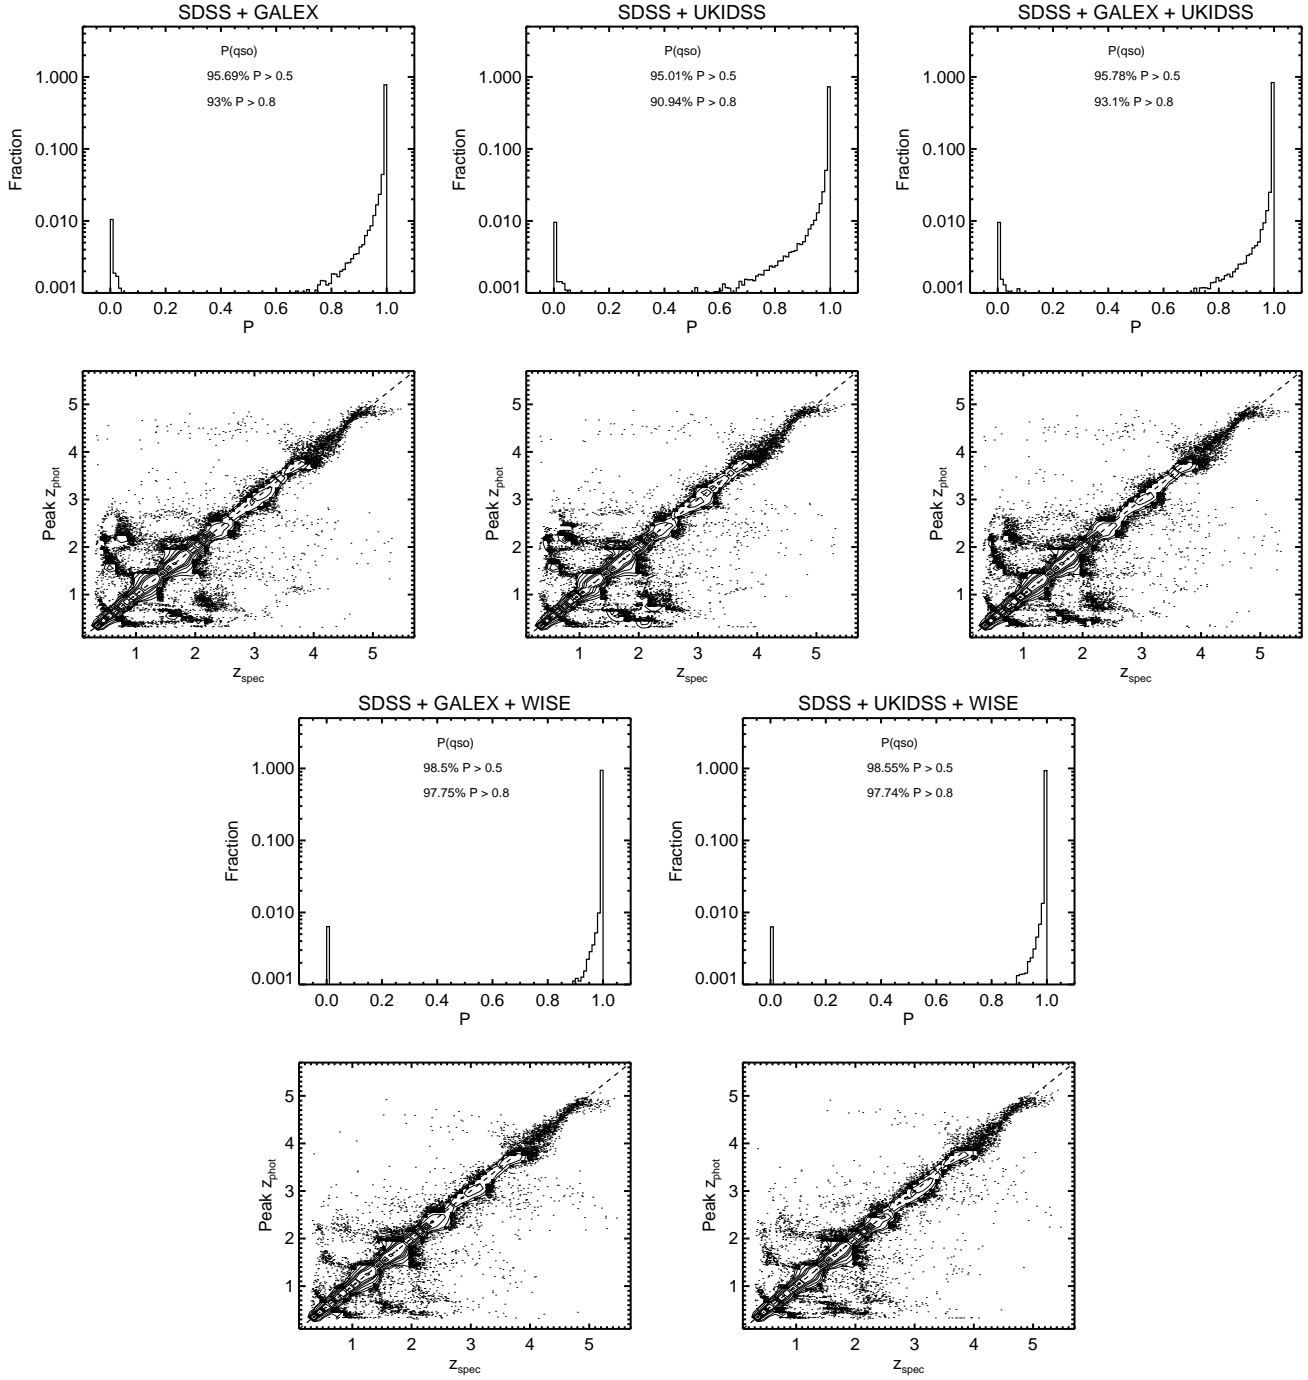 SDSS + GALEX
SDSS + UKIDSS
SDSS + GALEX + UKIDSS
P(qso)
95.69% P > 0.5
93% P > 0.8
P(qso)
95.01% P > 0.5
90.94% P > 0.8
P(qso)
95.78% P > 0.5
93.1% P > 0.8
Fraction
1.000
0.100
0.010
0.001
0.0 0.2 0.4 0.6 0.8 1.0
P
Fraction
1.000
0.100
0.010
0.001
0.0 0.2 0.4 0.6 0.8 1.0
P
Fraction
1.000
0.100
0.010
0.001
0.0 0.2 0.4 0.6 0.8 1.0
P
Peak zphot
5
4
3
2
1
1 2 3 4 5
zspec
Peak zphot
5
4
3
2
1
1 2 3 4 5
zspec
Peak zphot
5
4
3
2
1
1 2 3 4 5
zspec
SDSS + GALEX + WISE
SDSS + UKIDSS + WISE
P(qso)
98.5% P > 0.5
97.75% P > 0.8
P(qso)
98.55% P > 0.5
97.74% P > 0.8
Fraction
1.000
0.100
0.010
0.001
0.0 0.2 0.4 0.6 0.8 1.0
P
Fraction
1.000
0.100
0.010
0.001
0.0 0.2 0.4 0.6 0.8 1.0
P
Peak zphot
5
4
3
2
1
1 2 3 4 5
zspec
Peak zphot
5
4
3
2
1
1 2 3 4 5
zspec